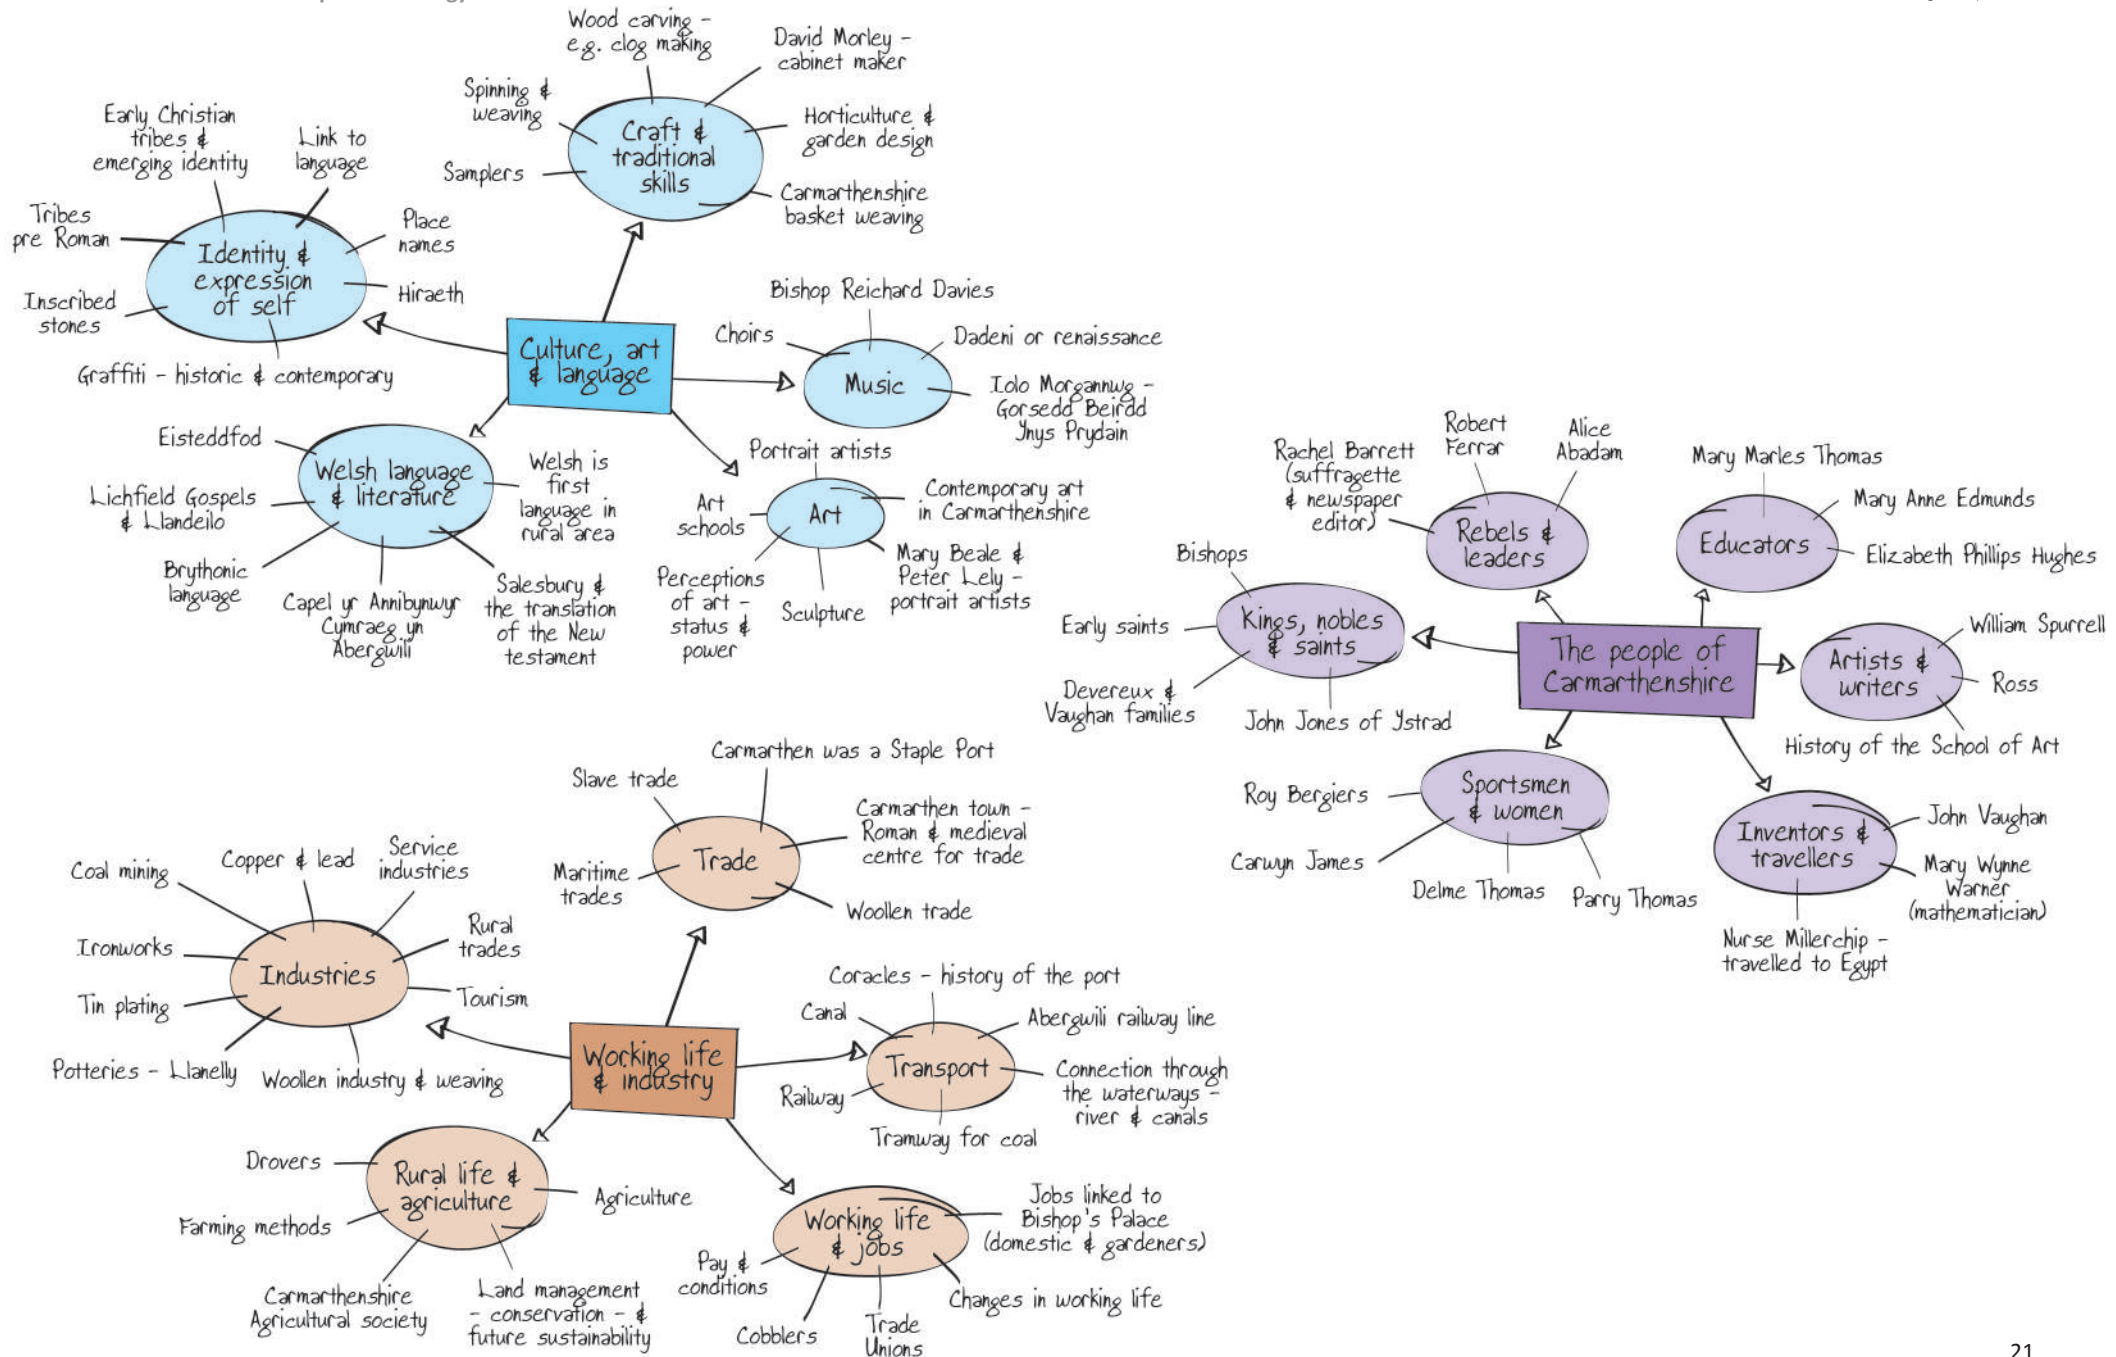 Wood carving -
e.g. clog making
David Morley -
cabinet maker
Spinning &
weaving
Horticulture &
garden design
Craft &
traditional
skills
Samplers
Carmarthenshire
basket weaving
Early Christian
tribes &
emerging identity
Link to
language
Tribes
pre Roman
Place
names
Identity &
expression
of self
Hiraeth
Inscribed
stones
Graffiti - historic & contemporary
Culture, art
& language
Bishop Reichard Davies
Choirs
Dadeni or renaissance
Music
Iolo Morgannwg -
Gorsedd Beirdd
Ynys Prydain
Eisteddfod
Welsh language
& literature
Welsh is
first
language in
rural area
Lichfield Gospels
& Llandeilo
Brythonic
language
Capel yr Annibynwyr
Cymraeg yn
Abergwili
Salesbury &
the translation
of the New
testament
Portrait artists
Art
schools
Art
Contemporary art
in Carmarthenshire
Perceptions
of art -
status &
power
Sculpture
Mary Beale &
Peter Lely -
portrait artists
Robert
Ferrar
Alice
Abadam
Rachel Barrett
(suffragette
& newspaper
editor)
Rebels &
leaders
Mary Marles Thomas
Mary Anne Edmunds
Educators
Elizabeth Phillips Hughes
Bishops
Early saints
Kings, nobles
& saints
Devereux &
Vaughan families
John Jones of Ystrad
The people of
Carmarthenshire
William Spurrell
Artists &
writers
Ross
History of the School of Art
Roy Bergiers
Sportsmen
& women
Carwyn James
Delme Thomas
Parry Thomas
Inventors &
travellers
John Vaughan
Mary Wynne
Warner
(mathematician)
Nurse Millerchip -
travelled to Egypt
Carmarthen was a Staple Port
Slave trade
Carmarthen town -
Roman & medieval
centre for trade
Trade
Maritime
trades
Woollen trade
Coal mining
Copper & lead
Service
industries
Rural
trades
Ironworks
Industries
Tourism
Tin plating
Potteries - Llanelly
Woollen industry & weaving
Working life
& industry
Coracles - history of the port
Canal
Abergwili railway line
Transport
Connection through
the waterways -
river & canals
Railway
Tramway for coal
Drovers
Rural life &
agriculture
Agriculture
Farming methods
Carmarthenshire
Agricultural society
Land management
- conservation - &
future sustainability
Working life
& jobs
Jobs linked to
Bishop's Palace
(domestic & gardeners)
Pay &
conditions
Changes in working life
Cobblers
Trade
Unions
21